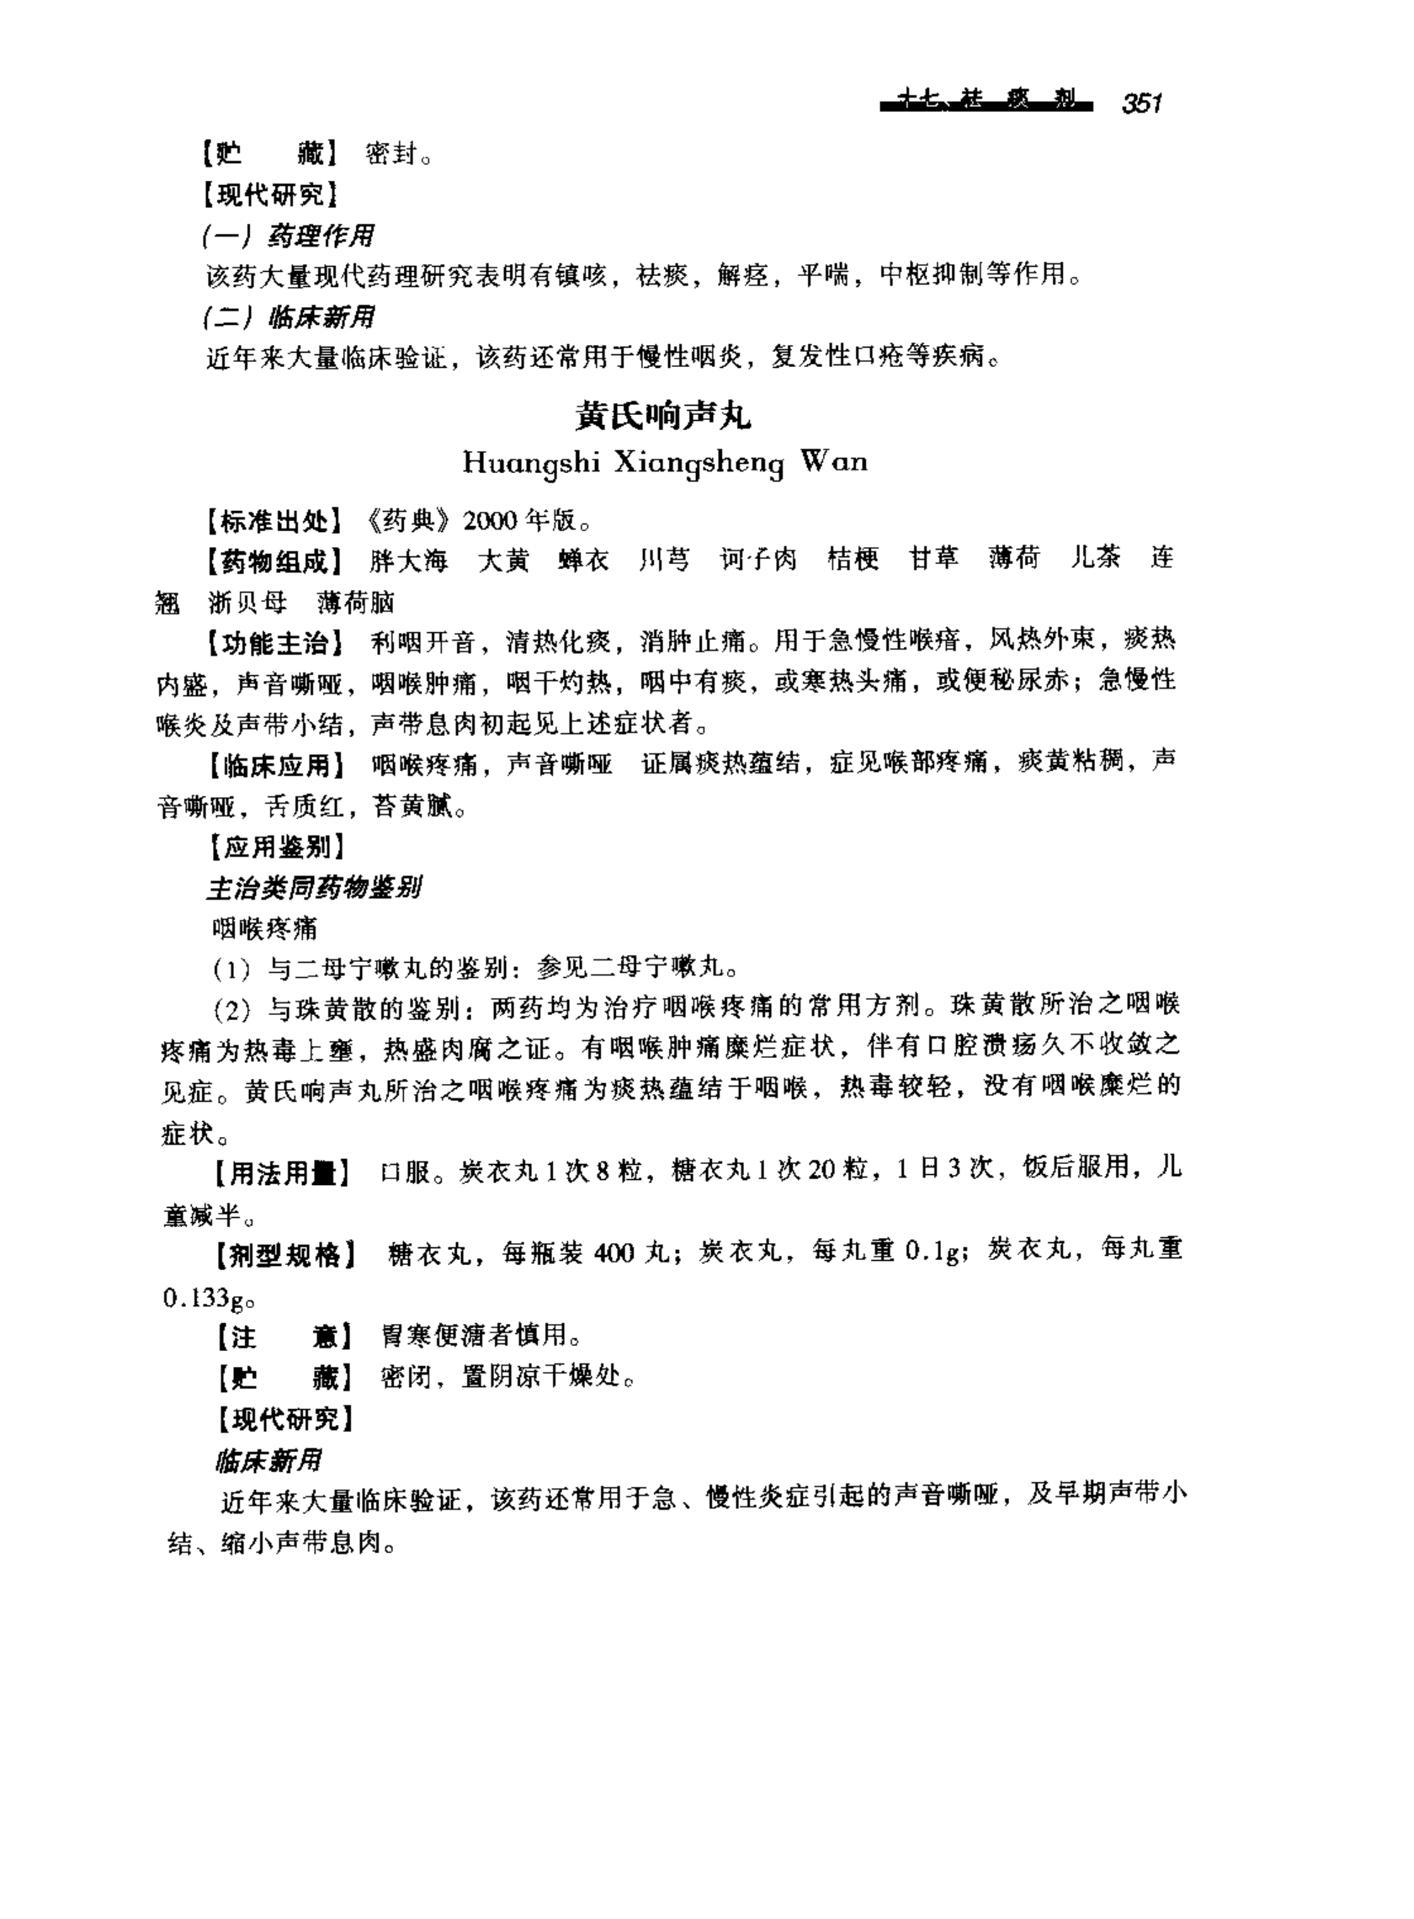 十七、祛 痰 剂 351
【贮　　藏】 密封。
【现代研究】
(一) 药理作用
该药大量现代药理研究表明有镇咳，祛痰，解痉，平喘，中枢抑制等作用。
(二) 临床新用
近年来大量临床验证，该药还常用于慢性咽炎，复发性口疮等疾病。
黄氏响声丸
Huangshi Xiangsheng Wan
【标准出处】《药典》2000 年版。
【药物组成】 胖大海 大黄 蝉衣 川芎 诃子肉 桔梗 甘草 薄荷 儿茶 连
翘 浙贝母 薄荷脑
【功能主治】 利咽开音，清热化痰，消肿止痛。用于急慢性喉瘖，风热外束，痰热
内盛，声音嘶哑，咽喉肿痛，咽干灼热，咽中有痰，或寒热头痛，或便秘尿赤；急慢性
喉炎及声带小结，声带息肉初起见上述症状者。
【临床应用】 咽喉疼痛，声音嘶哑 证属痰热蕴结，症见喉部疼痛，痰黄粘稠，声
音嘶哑，舌质红，苔黄腻。
【应用鉴别】
主治类同药物鉴别
咽喉疼痛
(1) 与二母宁嗽丸的鉴别：参见二母宁嗽丸。
(2) 与珠黄散的鉴别：两药均为治疗咽喉疼痛的常用方剂。珠黄散所治之咽喉
疼痛为热毒上壅，热盛肉腐之证。有咽喉肿痛糜烂症状，伴有口腔溃疡久不收敛之
见症。黄氏响声丸所治之咽喉疼痛为痰热蕴结于咽喉，热毒较轻，没有咽喉糜烂的
症状。
【用法用量】 口服。炭衣丸 1 次 8 粒，糖衣丸 1 次 20 粒，1 日 3 次，饭后服用，儿
童减半。
【剂型规格】 糖衣丸，每瓶装 400 丸；炭衣丸，每丸重 0.1g；炭衣丸，每丸重
0.133g。
【注　　意】 胃寒便溏者慎用。
【贮　　藏】 密闭，置阴凉干燥处。
【现代研究】
临床新用
近年来大量临床验证，该药还常用于急、慢性炎症引起的声音嘶哑，及早期声带小
结、缩小声带息肉。